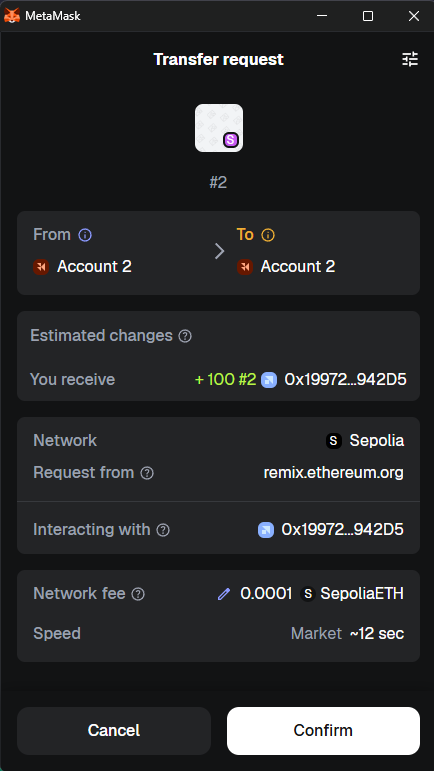 MetaMask
Transfer request
S
#2
From To
Account 2 Account 2
Estimated changes
You receive + 100 #2 0x19972...942D5
Network S Sepolia
Request from remix.ethereum.org
Interacting with 0x19972...942D5
Network fee 0.0001 S SepoliaETH
Speed Market ~12 sec
Cancel Confirm